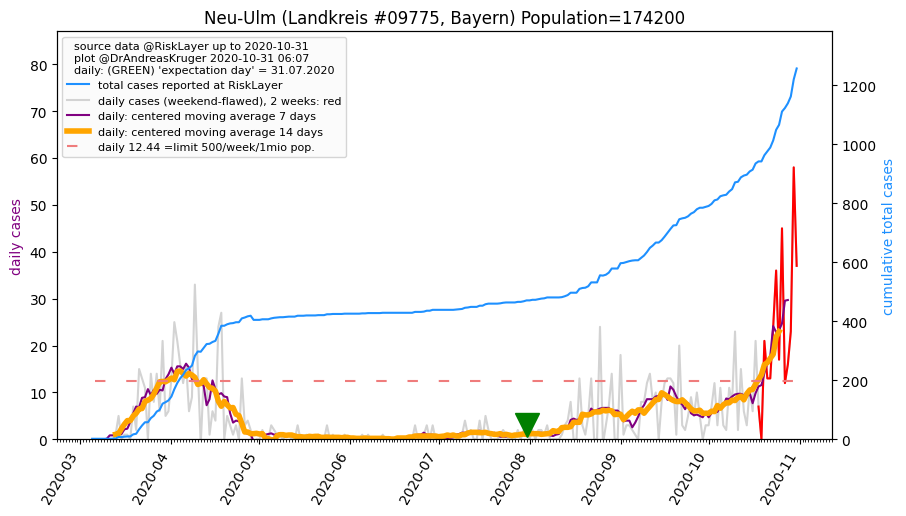 Neu-Ulm (Landkreis #09775, Bayern) Population=174200
source data @RiskLayer up to 2020-10-31
plot @DrAndreasKruger 2020-10-31 06:07
daily: (GREEN) 'expectation day' = 31.07.2020
total cases reported at RiskLayer
daily cases (weekend-flawed), 2 weeks: red
daily: centered moving average 7 days
daily: centered moving average 14 days
daily 12.44 =limit 500/week/1mio pop.
daily cases
80
70
60
50
40
30
20
10
0
cumulative total cases
1200
1000
800
600
400
200
0
2020-03
2020-04
2020-05
2020-06
2020-07
2020-08
2020-09
2020-10
2020-11